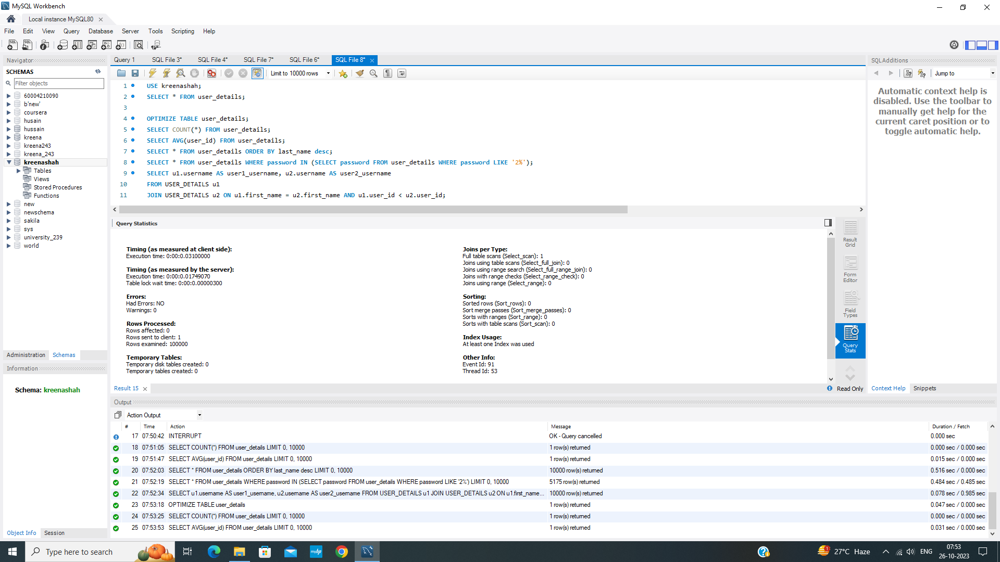 MySQL Workbench
Local instance MySQL80
File Edit View Query Database Server Tools Scripting Help
Navigator
SCHEMAS
Filter objects
60004210090
b'new'
coursera
husain
hussain
kreena
kreena243
kreena_243
kreenashah
Tables
Views
Stored Procedures
Functions
new
newschema
sakila
sys
university_239
world
Administration Schemas
Information
Schema: kreenashah
Object Info Session
Query 1 SQL File 3* SQL File 4* SQL File 7* SQL File 6* SQL File 8*
Limit to 10000 rows
1 USE kreenashah;
2 SELECT * FROM user_details;
3
4 OPTIMIZE TABLE user_details;
5 SELECT COUNT(*) FROM user_details;
6 SELECT AVG(user_id) FROM user_details;
7 SELECT * FROM user_details ORDER BY last_name desc;
8 SELECT * FROM user_details WHERE password IN (SELECT password FROM user_details WHERE password LIKE '2%');
9 SELECT u1.username AS user1_username, u2.username AS user2_username
10 FROM USER_DETAILS u1
11 JOIN USER_DETAILS u2 ON u1.first_name = u2.first_name AND u1.user_id < u2.user_id;
Query Statistics
Timing (as measured at client side):
Execution time: 0:00:0.03100000
Timing (as measured by the server):
Execution time: 0:00:0.01749070
Table lock wait time: 0:00:0.00000300
Errors:
Had Errors: NO
Warnings: 0
Rows Processed:
Rows affected: 0
Rows sent to client: 1
Rows examined: 100000
Temporary Tables:
Temporary disk tables created: 0
Temporary tables created: 0
Joins per Type:
Full table scans (Select_scan): 1
Joins using table scans (Select_full_join): 0
Joins using range search (Select_full_range_join): 0
Joins with range checks (Select_range_check): 0
Joins using range (Select_range): 0
Sorting:
Sorted rows (Sort_rows): 0
Sort merge passes (Sort_merge_passes): 0
Sorts with ranges (Sort_range): 0
Sorts with table scans (Sort_scan): 0
Index Usage:
At least one Index was used
Other Info:
Event Id: 91
Thread Id: 53
Result
Grid
Form
Editor
Field
Types
Query
Stats
Result 15
Read Only
SQLAdditions
Jump to
Automatic context help is
disabled. Use the toolbar to
manually get help for the
current caret position or to
toggle automatic help.
Context Help Snippets
Output
Action Output
# Time Action Message Duration / Fetch
17 07:50:42 INTERRUPT OK - Query cancelled 0.000 sec
18 07:51:05 SELECT COUNT(*) FROM user_details LIMIT 0, 10000 1 row(s) returned 0.000 sec / 0.000 sec
19 07:51:47 SELECT AVG(user_id) FROM user_details LIMIT 0, 10000 1 row(s) returned 0.015 sec / 0.000 sec
20 07:52:03 SELECT * FROM user_details ORDER BY last_name desc LIMIT 0, 10000 10000 row(s) returned 0.516 sec / 0.000 sec
21 07:52:19 SELECT * FROM user_details WHERE password IN (SELECT password FROM user_details WHERE password LIKE '2%') LIMIT 0, 10000 5175 row(s) returned 0.484 sec / 0.485 sec
22 07:52:34 SELECT u1.username AS user1_username, u2.username AS user2_username FROM USER_DETAILS u1 JOIN USER_DETAILS u2 ON u1.first_name... 10000 row(s) returned 0.078 sec / 0.985 sec
23 07:53:18 OPTIMIZE TABLE user_details 1 row(s) returned 0.047 sec / 0.000 sec
24 07:53:25 SELECT COUNT(*) FROM user_details LIMIT 0, 10000 1 row(s) returned 0.000 sec / 0.000 sec
25 07:53:53 SELECT AVG(user_id) FROM user_details LIMIT 0, 10000 1 row(s) returned 0.031 sec / 0.000 sec
Type here to search
myhp
1
27°C Haze
ENG
07:53
26-10-2023